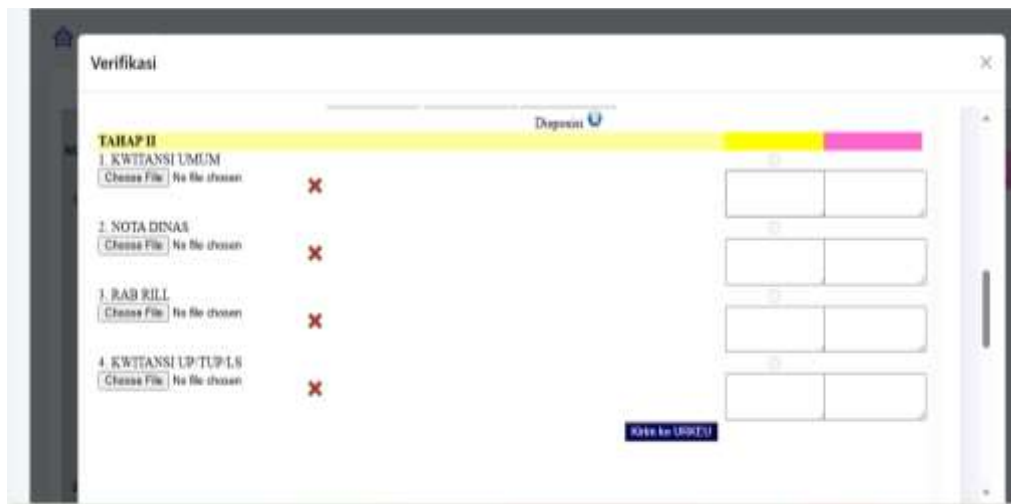 Verifikasi
Disposisi
TAHAP II
1. KWITANSI UMUM
Choose File No file chosen
2. NOTA DINAS
Choose File No file chosen
3. RAB RILL
Choose File No file chosen
4. KWITANSI UP/TUP/LS
Choose File No file chosen
Kirim ke URKEU